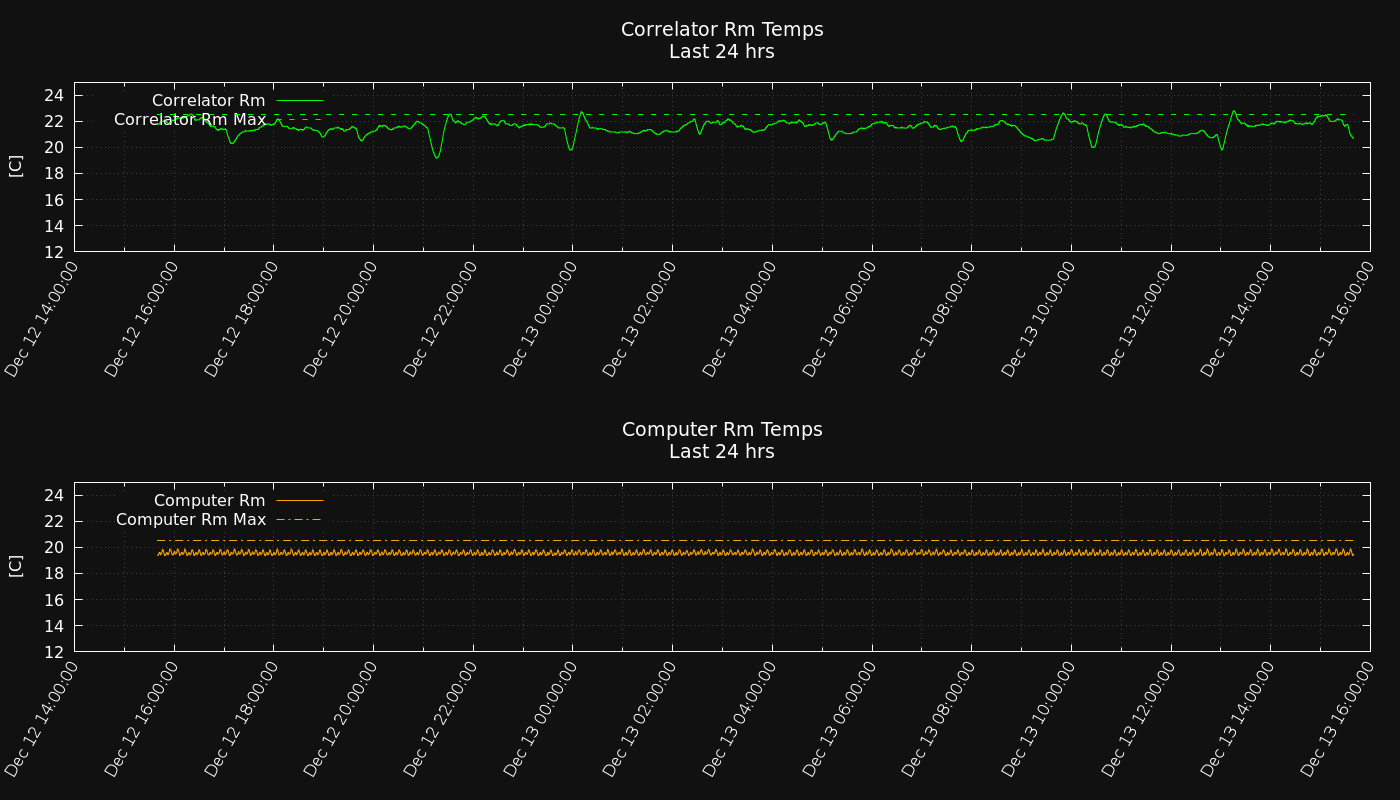 Correlator Rm Temps
Last 24 hrs
Correlator Rm
Correlator Rm Max
24
22
20
18
16
14
12
[C]
Dec 12 14:00:00
Dec 12 16:00:00
Dec 12 18:00:00
Dec 12 20:00:00
Dec 12 22:00:00
Dec 13 00:00:00
Dec 13 02:00:00
Dec 13 04:00:00
Dec 13 06:00:00
Dec 13 08:00:00
Dec 13 10:00:00
Dec 13 12:00:00
Dec 13 14:00:00
Dec 13 16:00:00
Computer Rm Temps
Last 24 hrs
Computer Rm
Computer Rm Max
24
22
20
18
16
14
12
[C]
Dec 12 14:00:00
Dec 12 16:00:00
Dec 12 18:00:00
Dec 12 20:00:00
Dec 12 22:00:00
Dec 13 00:00:00
Dec 13 02:00:00
Dec 13 04:00:00
Dec 13 06:00:00
Dec 13 08:00:00
Dec 13 10:00:00
Dec 13 12:00:00
Dec 13 14:00:00
Dec 13 16:00:00